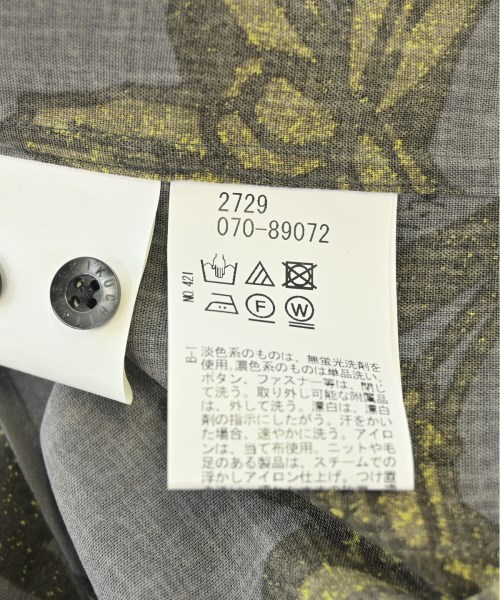 2729
070-89072
NO.421
F
W
B-1
淡色系のものは、無蛍光洗剤を
使用。濃色系のものは単品洗い。
ボタン、ファスナー等は、閉じ
て洗う。取り外し可能な附属品
は、外して洗う。漂白は、漂白
剤の指示にしたがう。汗をかい
た場合、速やかに洗う。アイロ
ンは、当て布使用。ニットや毛
足のある製品は、スチームでの
浮かしアイロン仕上げ。つけ置